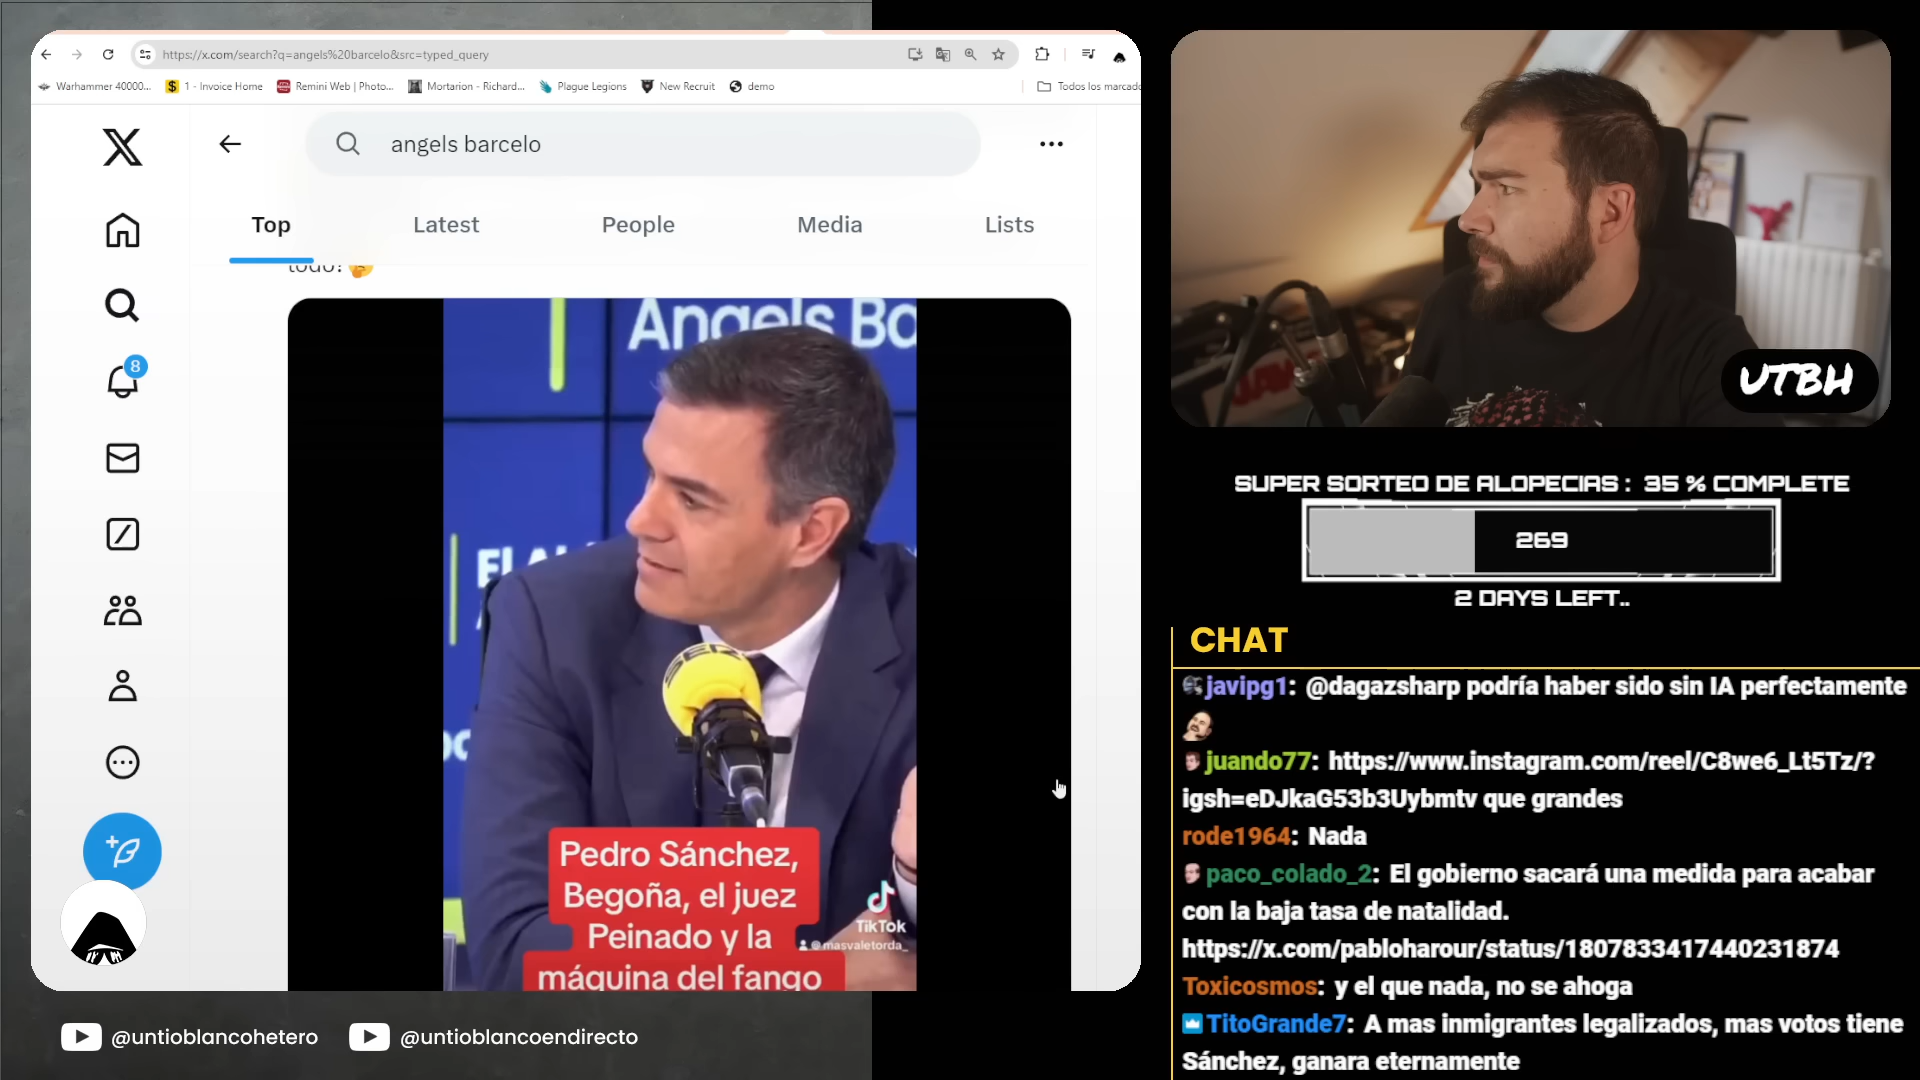 https://x.com/search?q=angels%20barcelo&src=typed_query
Warhammer 40000...
1 - Invoice Home
Remini Web | Photo...
Mortarion - Richard...
Plague Legions
New Recruit
demo
Todos los marcado
angels barcelo
Top
Latest
People
Media
Lists
todo!
8
Angels Ba
SER
Pedro Sánchez,
Begoña, el juez
Peinado y la
máquina del fango
TikTok
@masvaletorda_
@untioblancohetero
@untioblancoendirecto
UTBH
SUPER SORTEO DE ALOPECIAS : 35 % COMPLETE
269
2 DAYS LEFT..
CHAT
javipg1: @dagazsharp podría haber sido sin IA perfectamente
juando77: https://www.instagram.com/reel/C8we6_Lt5Tz/?
igsh=eDJkaG53b3Uybmtv que grandes
rode1964: Nada
paco_colado_2: El gobierno sacará una medida para acabar
con la baja tasa de natalidad.
https://x.com/pabloharour/status/1807833417440231874
Toxicosmos: y el que nada, no se ahoga
TitoGrande7: A mas inmigrantes legalizados, mas votos tiene
Sánchez, ganara eternamente